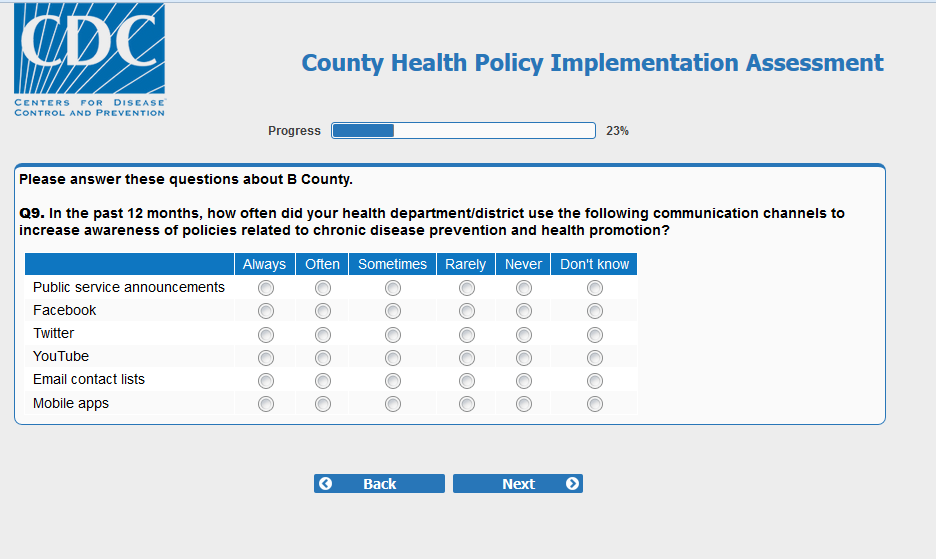 CDC
CENTERS FOR DISEASE
CONTROL AND PREVENTION
County Health Policy Implementation Assessment
Progress 23%
Please answer these questions about B County.
Q9. In the past 12 months, how often did your health department/district use the following communication channels to
increase awareness of policies related to chronic disease prevention and health promotion?
Always Often Sometimes Rarely Never Don't know
Public service announcements
Facebook
Twitter
YouTube
Email contact lists
Mobile apps
Back Next